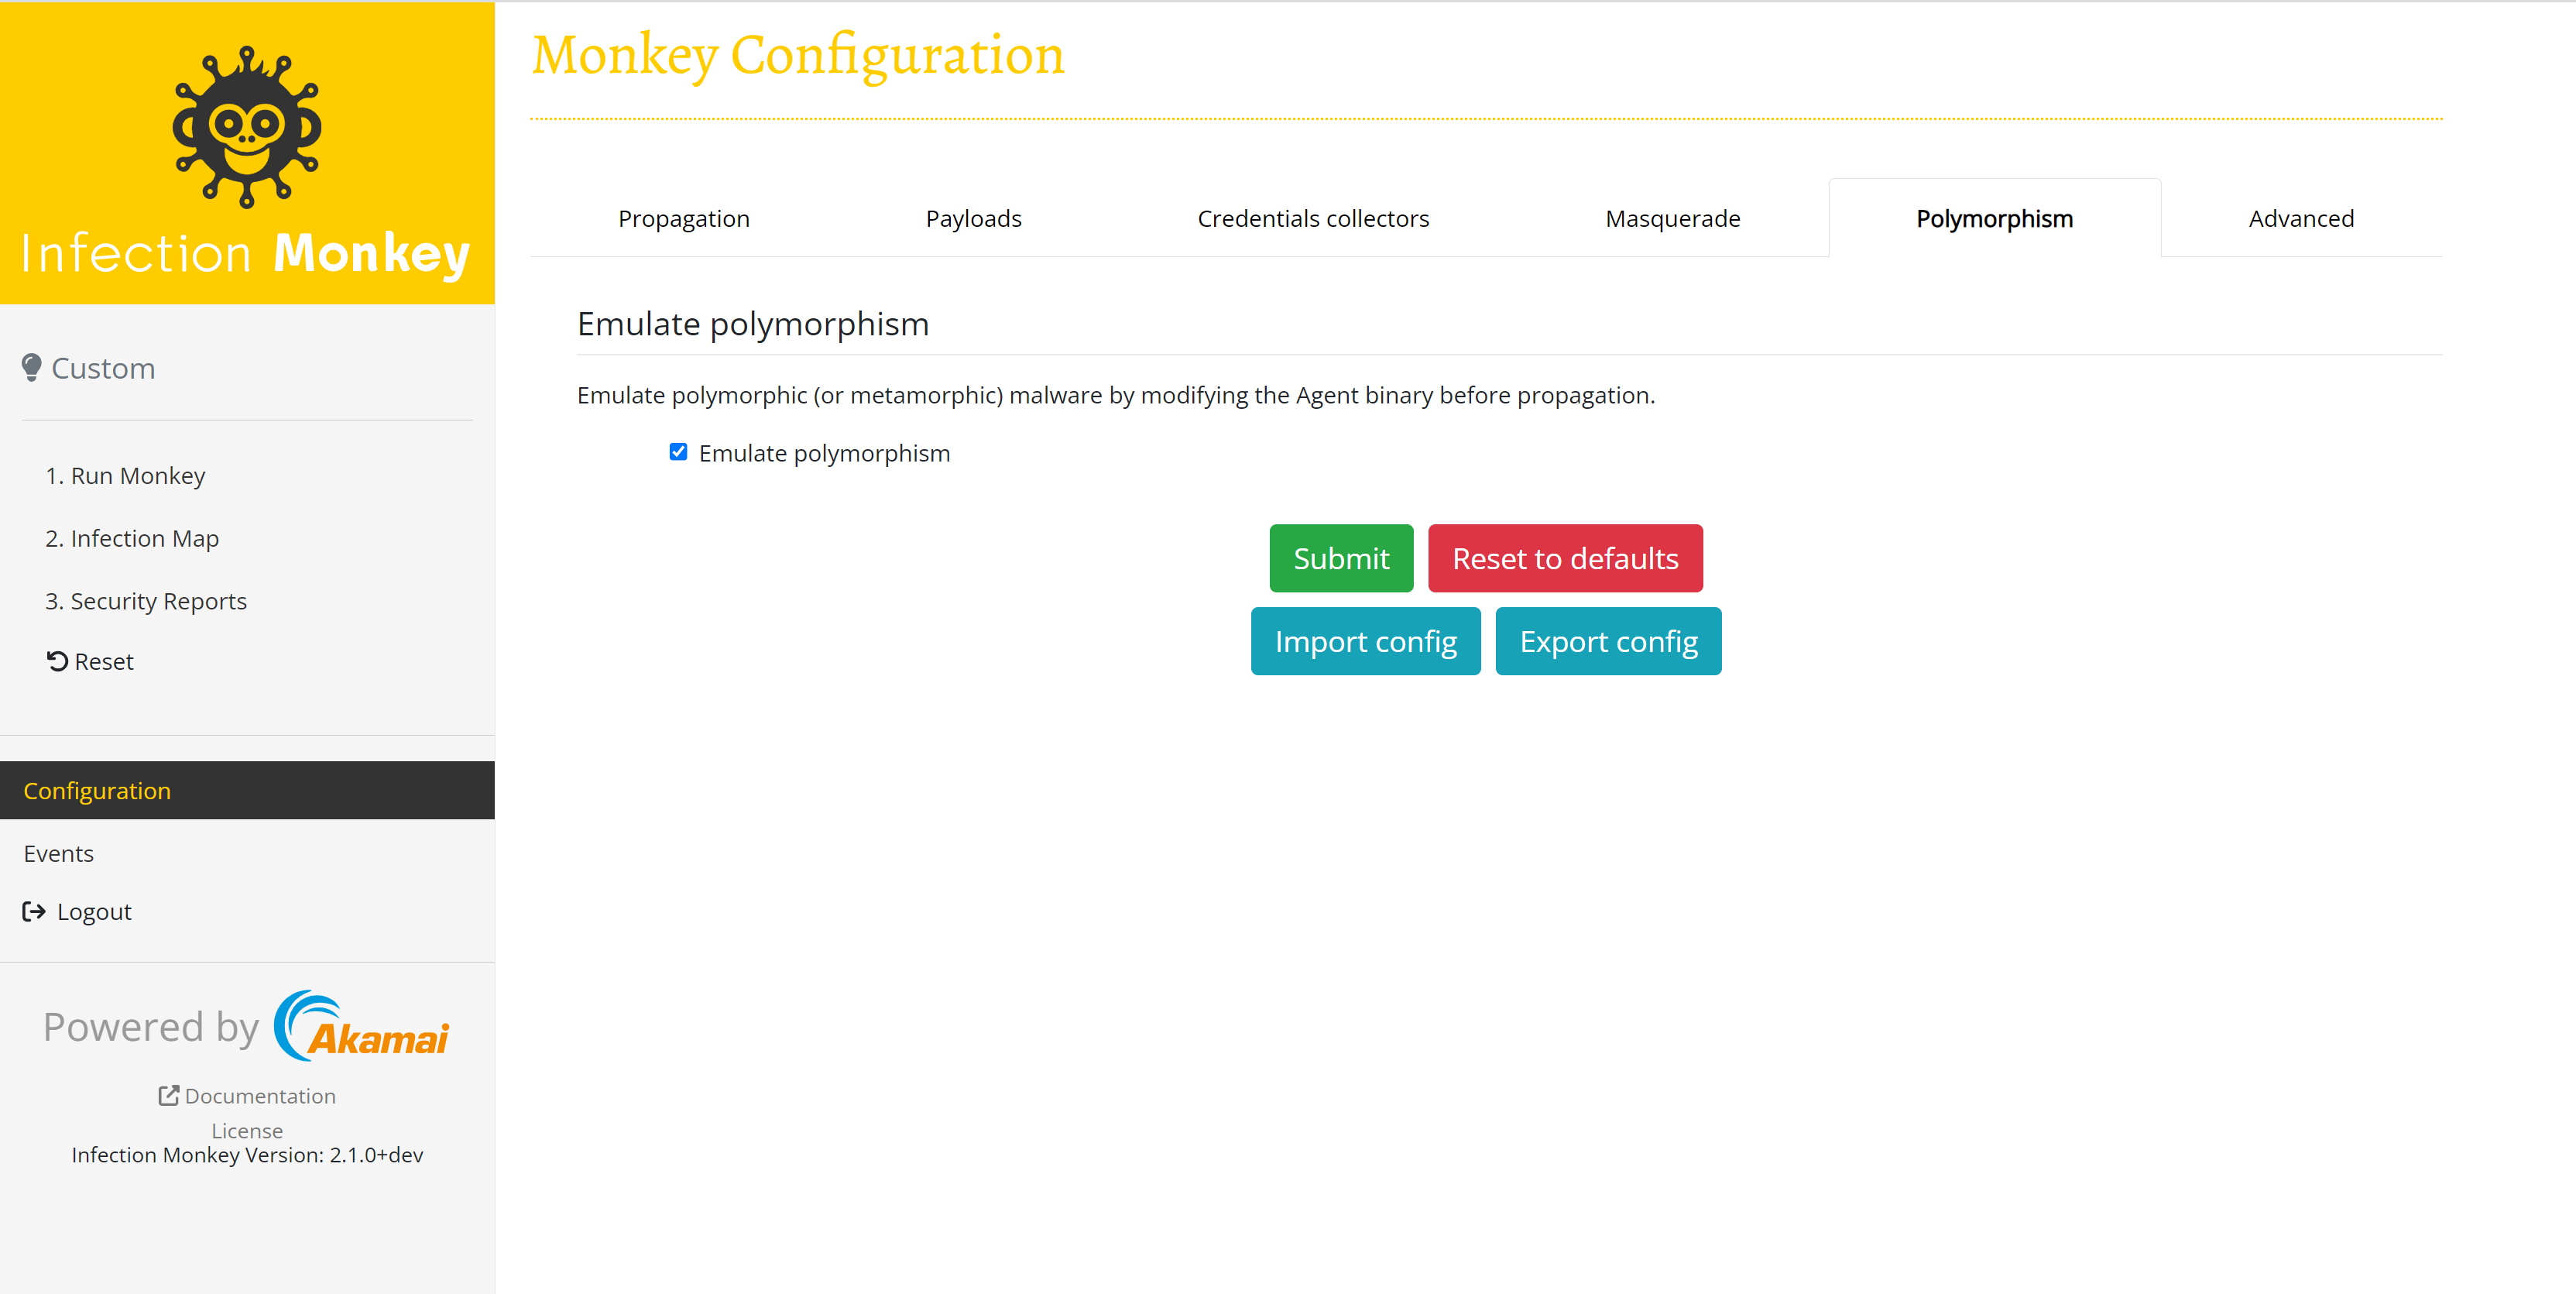 Infection Monkey
Custom
1. Run Monkey
2. Infection Map
3. Security Reports
Reset
Configuration
Events
Logout
Powered by Akamai
Documentation
License
Infection Monkey Version: 2.1.0+dev
Monkey Configuration
Propagation Payloads Credentials collectors Masquerade Polymorphism Advanced
Emulate polymorphism
Emulate polymorphic (or metamorphic) malware by modifying the Agent binary before propagation.
Emulate polymorphism
Submit Reset to defaults
Import config Export config